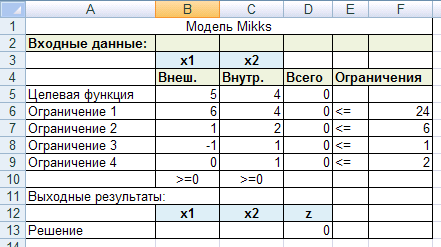 A B C D E F
1 Модель Mikks
2 Входные данные:
3 x1 x2
4 Внеш. Внутр. Всего Ограничения
5 Целевая функция 5 4 0
6 Ограничение 1 6 4 0 <= 24
7 Ограничение 2 1 2 0 <= 6
8 Ограничение 3 -1 1 0 <= 1
9 Ограничение 4 0 1 0 <= 2
10 >=0 >=0
11 Выходные результаты:
12 x1 x2 z
13 Решение 0